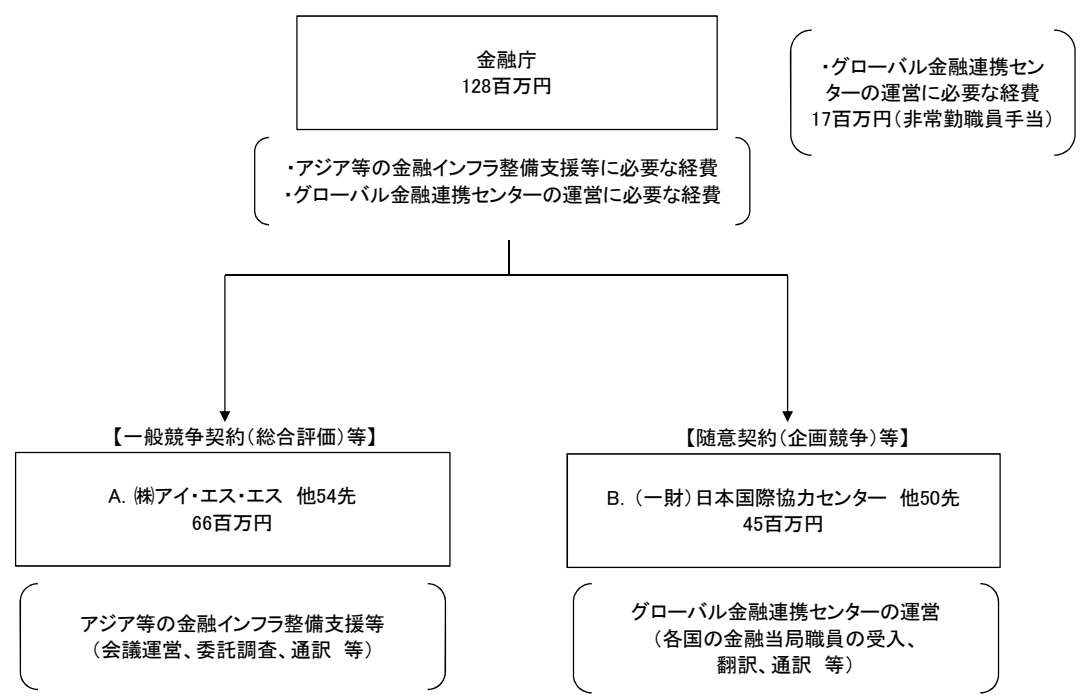 金融庁
128百万円
・グローバル金融連携セン
ターの運営に必要な経費
17百万円（非常勤職員手当）
・アジア等の金融インフラ整備支援等に必要な経費
・グローバル金融連携センターの運営に必要な経費
【一般競争契約（総合評価）等】
A. ㈱アイ・エス・エス　他54先
66百万円
アジア等の金融インフラ整備支援等
（会議運営、委託調査、通訳　等）
【随意契約（企画競争）等】
B. （一財）日本国際協力センター　他50先
45百万円
グローバル金融連携センターの運営
（各国の金融当局職員の受入、
翻訳、通訳　等）